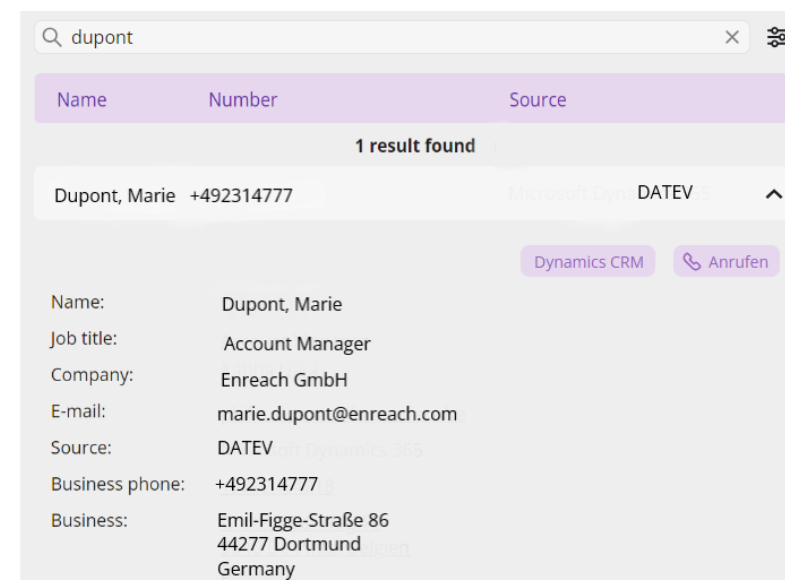 dupont
Name Number Source
1 result found
Dupont, Marie +492314777 DATEV
Dynamics CRM Anrufen
Name: Dupont, Marie
Job title: Account Manager
Company: Enreach GmbH
E-mail: marie.dupont@enreach.com
Source: DATEV
Business phone: +492314777
Business: Emil-Figge-Straße 86
44277 Dortmund
Germany